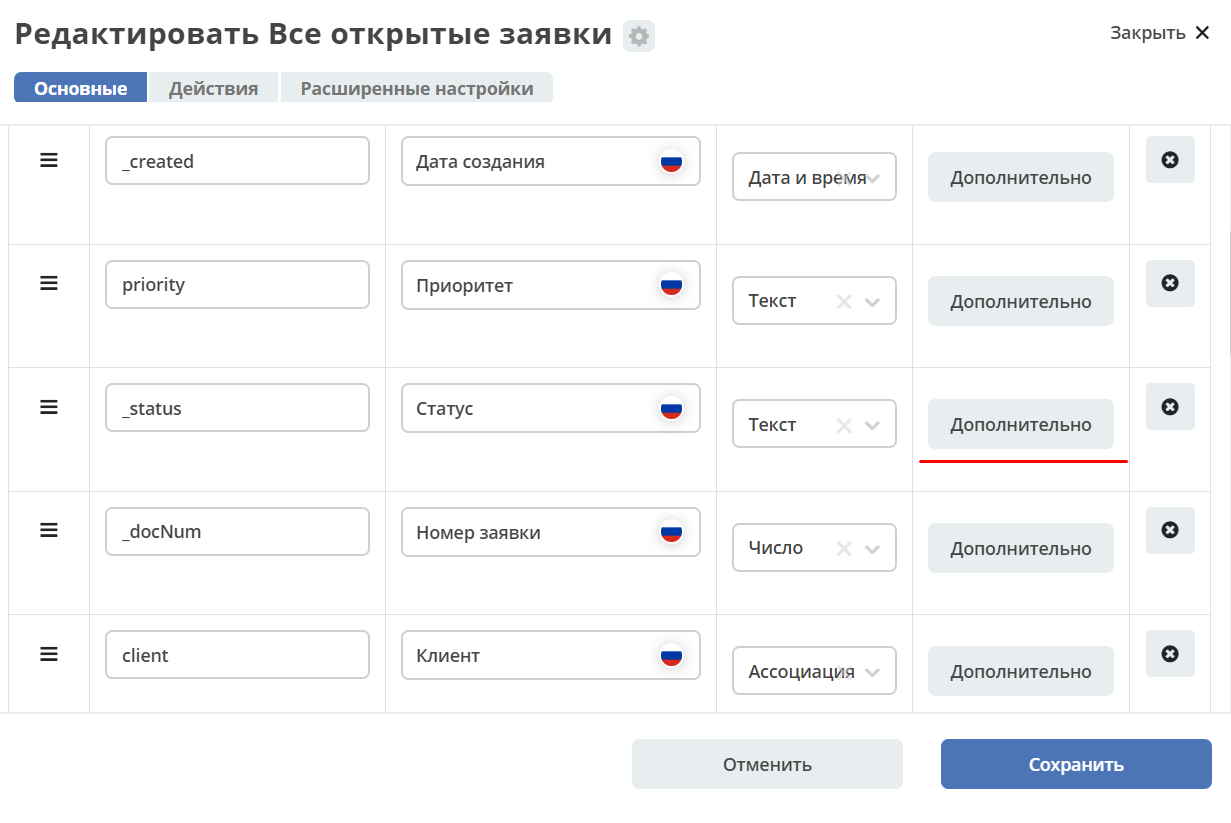 Редактировать Все открытые заявки
Закрыть
Основные
Действия
Расширенные настройки
_created
Дата создания
Дата и время
Дополнительно
priority
Приоритет
Текст
Дополнительно
_status
Статус
Текст
Дополнительно
_docNum
Номер заявки
Число
Дополнительно
client
Клиент
Ассоциация
Дополнительно
Отменить
Сохранить